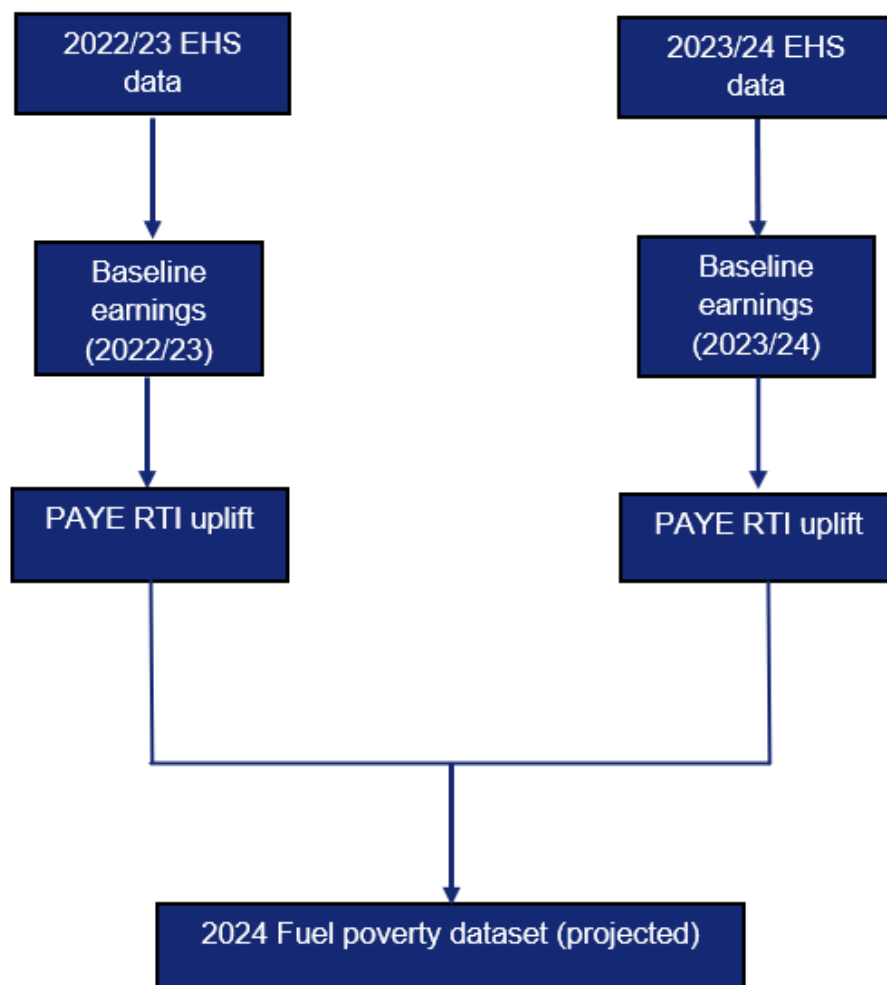 2022/23 EHS
data
2023/24 EHS
data
Baseline
earnings
(2022/23)
Baseline
earnings
(2023/24)
PAYE RTI uplift
PAYE RTI uplift
2024 Fuel poverty dataset (projected)